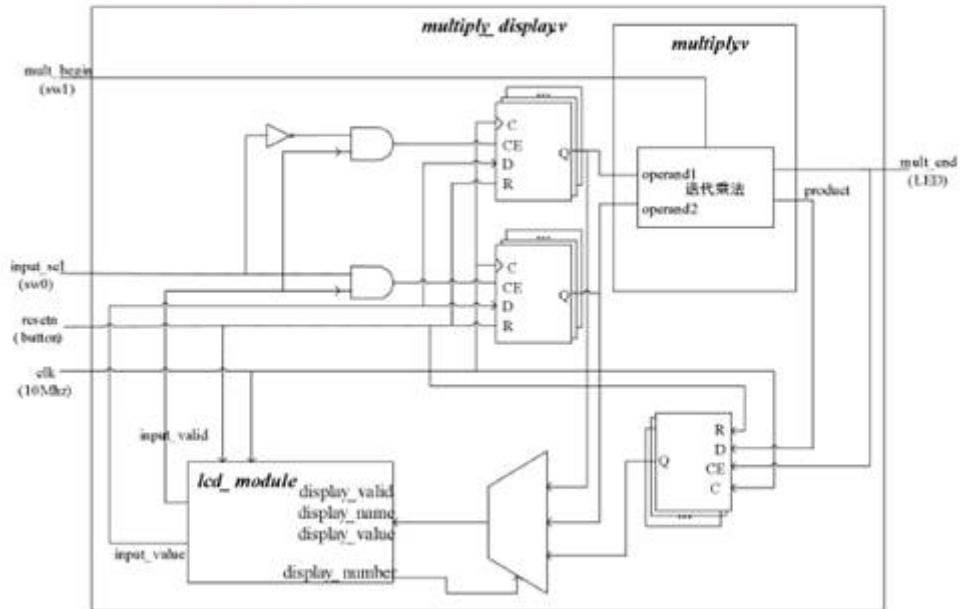 multiply_display.v
multiply.v
mult_begin
(sw1)
C
CE
D
R
Q
operand1
迭代乘法
operand2
mult_end
(LED)
product
input_sel
(sw0)
C
CE
D
R
Q
resetn
(button)
clk
(10Mhz)
input_valid
lcd_module
display_valid
display_name
display_value
input_value
display_number
R
D
CE
C
Q